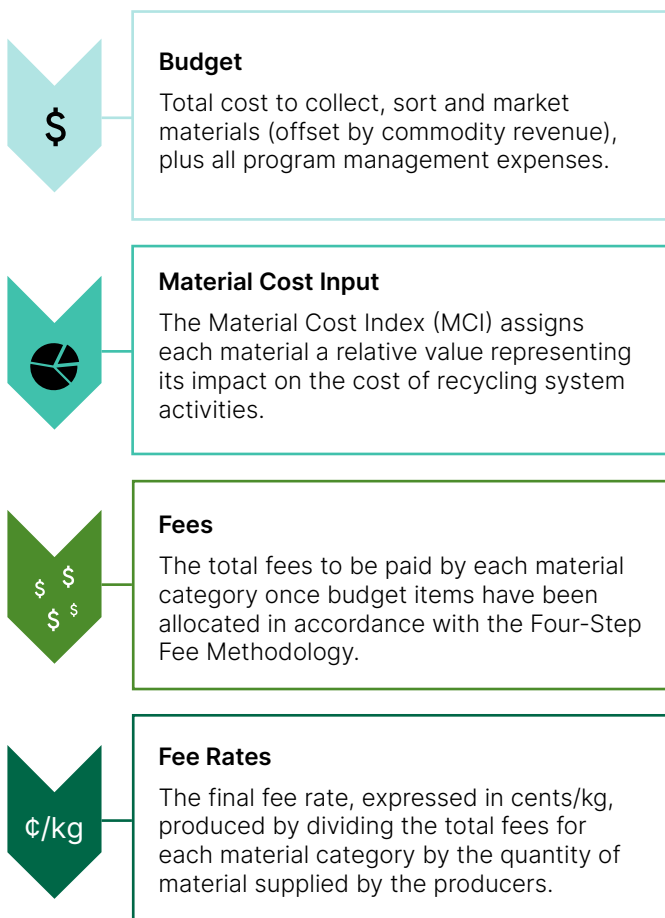 $
Budget
Total cost to collect, sort and market
materials (offset by commodity revenue),
plus all program management expenses.
Material Cost Input
The Material Cost Index (MCI) assigns
each material a relative value representing
its impact on the cost of recycling system
activities.
$ $
$ $
Fees
The total fees to be paid by each material
category once budget items have been
allocated in accordance with the Four-Step
Fee Methodology.
¢/kg
Fee Rates
The final fee rate, expressed in cents/kg,
produced by dividing the total fees for
each material category by the quantity of
material supplied by the producers.